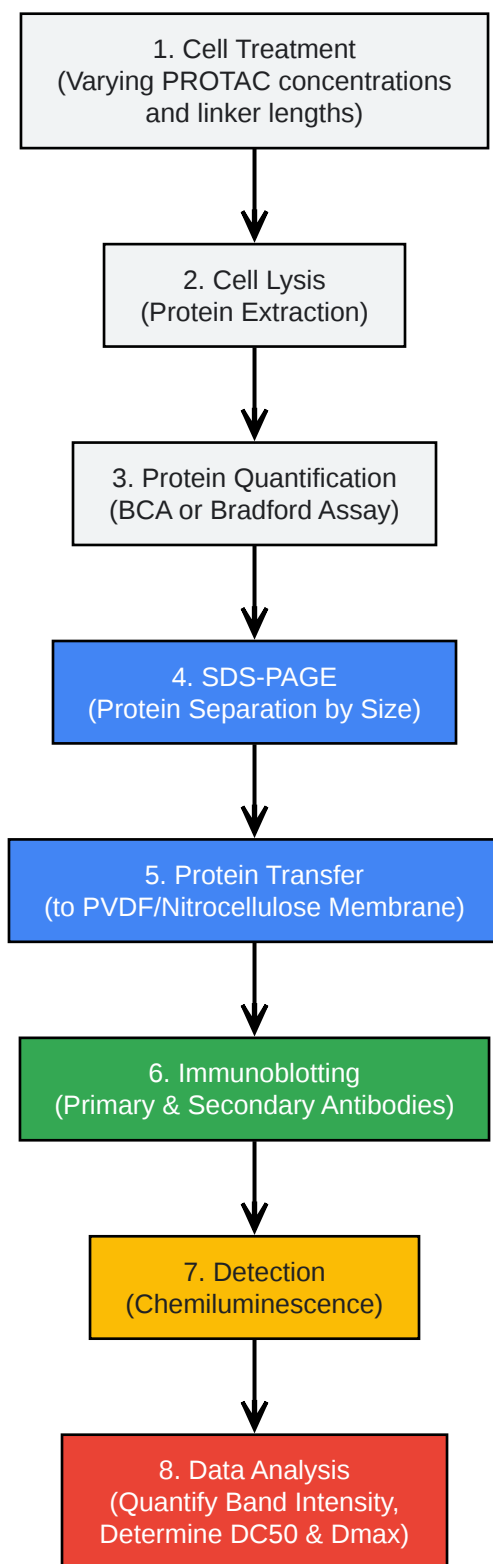 1. Cell Treatment
(Varying PROTAC concentrations
and linker lengths)
2. Cell Lysis
(Protein Extraction)
3. Protein Quantification
(BCA or Bradford Assay)
4. SDS-PAGE
(Protein Separation by Size)
5. Protein Transfer
(to PVDF/Nitrocellulose Membrane)
6. Immunoblotting
(Primary & Secondary Antibodies)
7. Detection
(Chemiluminescence)
8. Data Analysis
(Quantify Band Intensity,
Determine DC50 & Dmax)